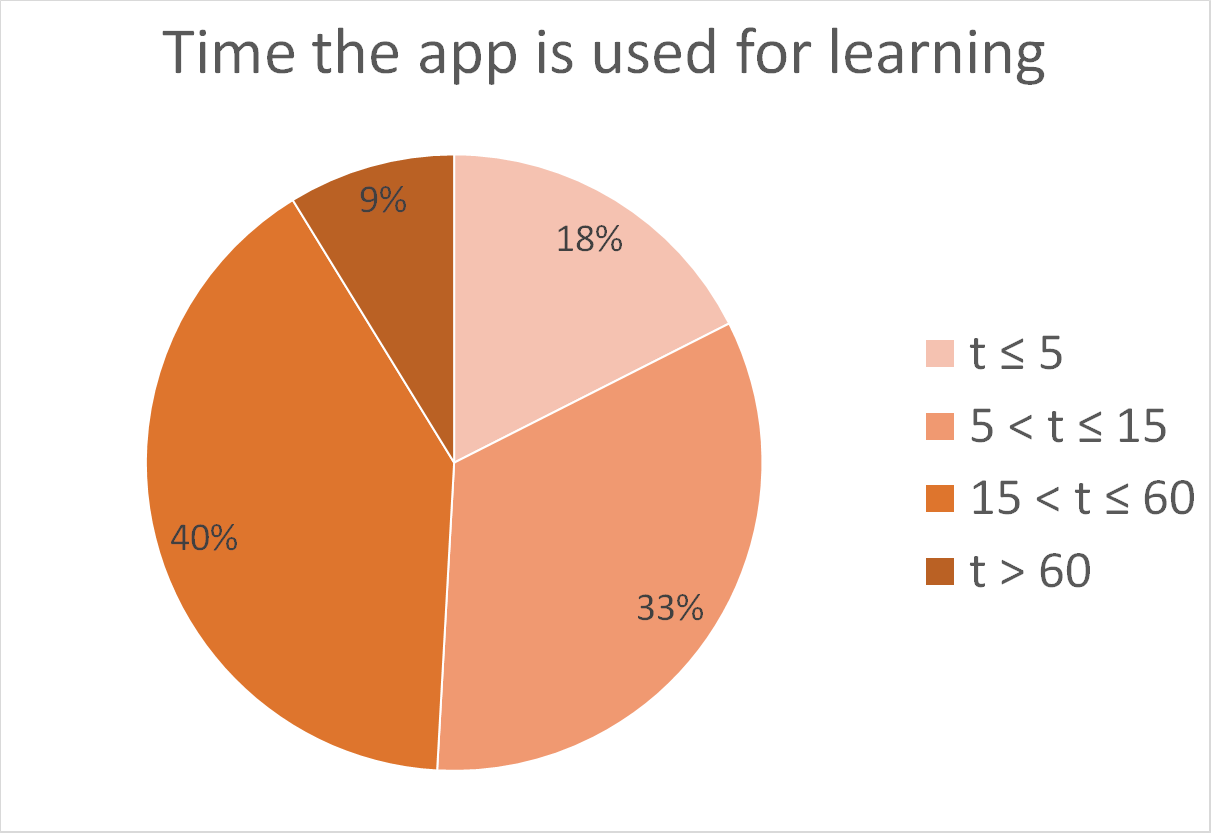 Time the app is used for learning
9%
18%
40%
33%
t ≤ 5
5 < t ≤ 15
15 < t ≤ 60
t > 60